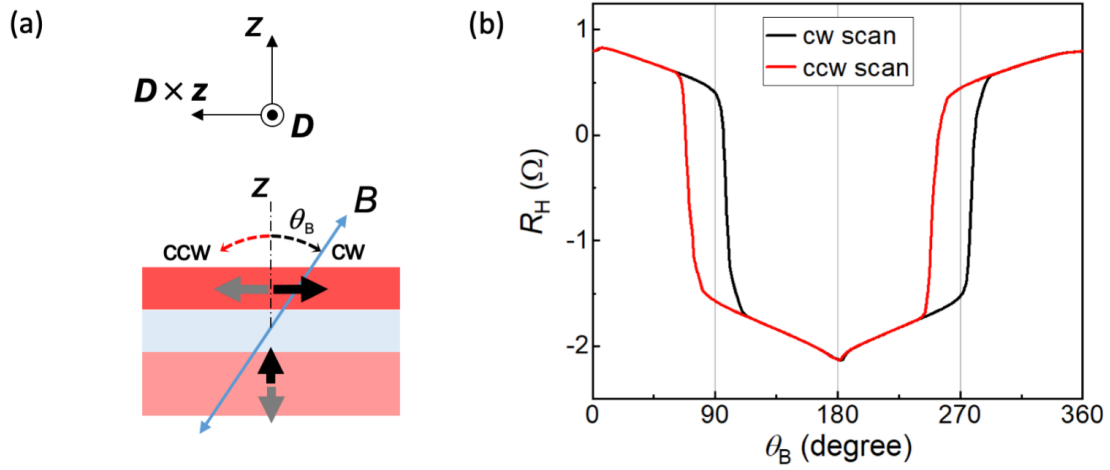 (a)
z
D × z
D
z
B
θB
ccw
cw
(b)
cw scan
ccw scan
RH (Ω)
1
0
-1
-2
0
90
180
270
360
θB (degree)